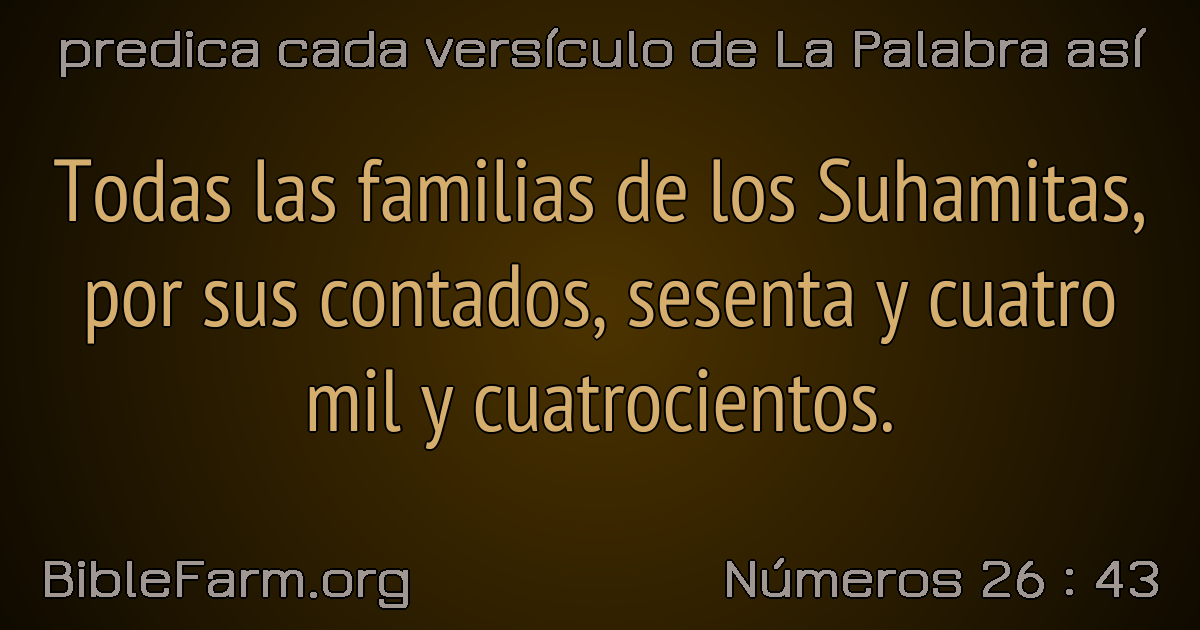 predica cada versículo de La Palabra así
Todas las familias de los Suhamitas,
por sus contados, sesenta y cuatro
mil y cuatrocientos.
BibleFarm.org
Números 26 : 43